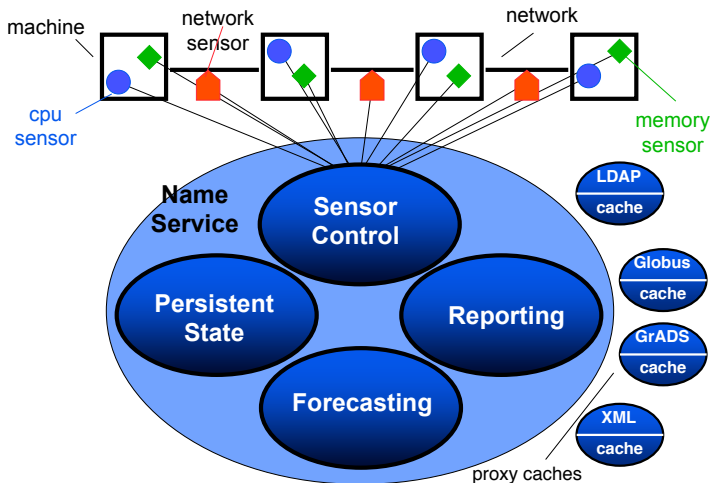 machine
network
sensor
network
cpu
sensor
memory
sensor
Name
Service
Sensor
Control
LDAP
cache
Persistent
State
Reporting
Globus
cache
GrADS
cache
Forecasting
XML
cache
proxy caches